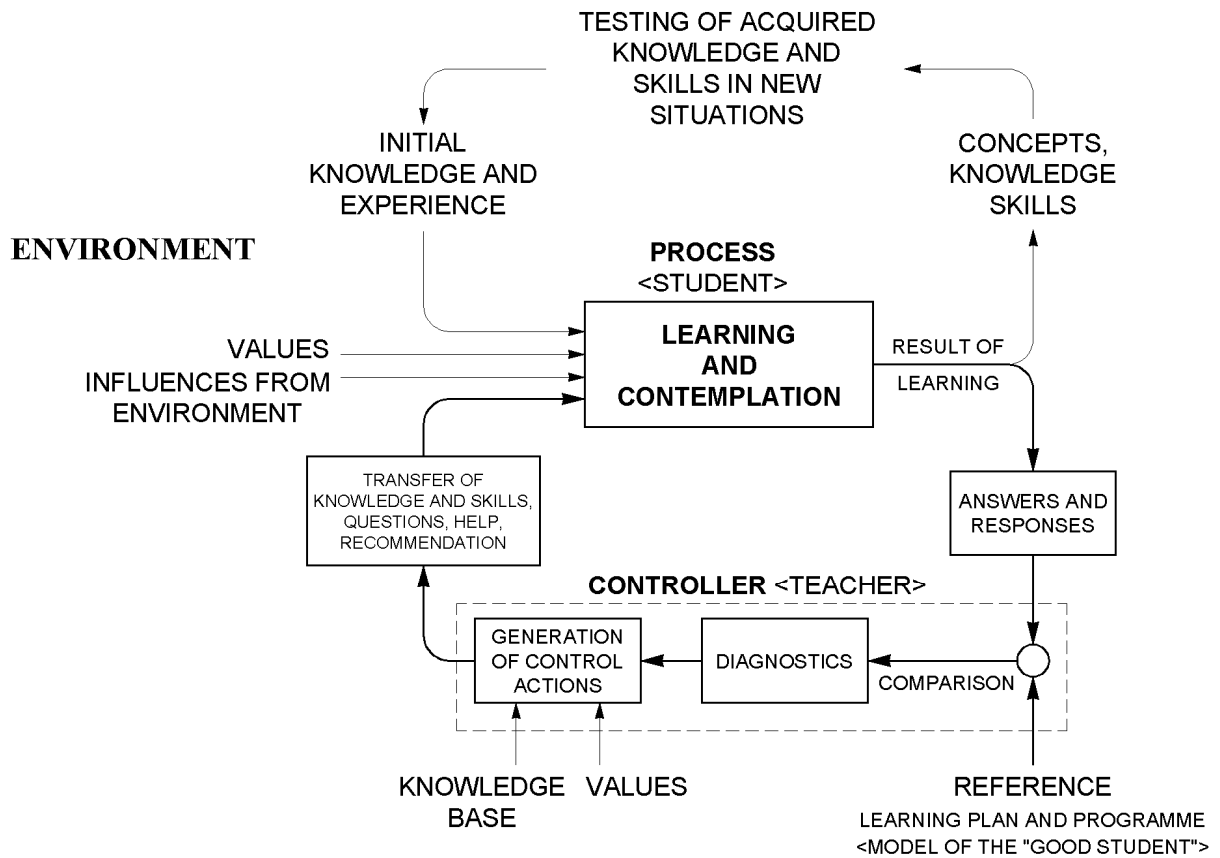 TESTING OF ACQUIRED
KNOWLEDGE AND
SKILLS IN NEW
SITUATIONS
INITIAL
KNOWLEDGE AND
EXPERIENCE
CONCEPTS,
KNOWLEDGE
SKILLS
ENVIRONMENT
PROCESS
<STUDENT>
LEARNING
AND
CONTEMPLATION
VALUES
INFLUENCES FROM
ENVIRONMENT
RESULT OF
LEARNING
TRANSFER OF
KNOWLEDGE AND SKILLS,
QUESTIONS, HELP,
RECOMMENDATION
ANSWERS AND
RESPONSES
CONTROLLER <TEACHER>
GENERATION
OF CONTROL
ACTIONS
DIAGNOSTICS
COMPARISON
KNOWLEDGE
BASE
VALUES
REFERENCE
LEARNING PLAN AND PROGRAMME
<MODEL OF THE "GOOD STUDENT">